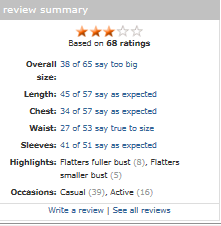 review summary
Based on 68 ratings
Overall size: 38 of 65 say too big
Length: 45 of 57 say as expected
Chest: 34 of 57 say as expected
Waist: 27 of 53 say true to size
Sleeves: 41 of 51 say as expected
Highlights: Flatters fuller bust (8), Flatters
smaller bust (5)
Occasions: Casual (39), Active (16)
Write a review | See all reviews